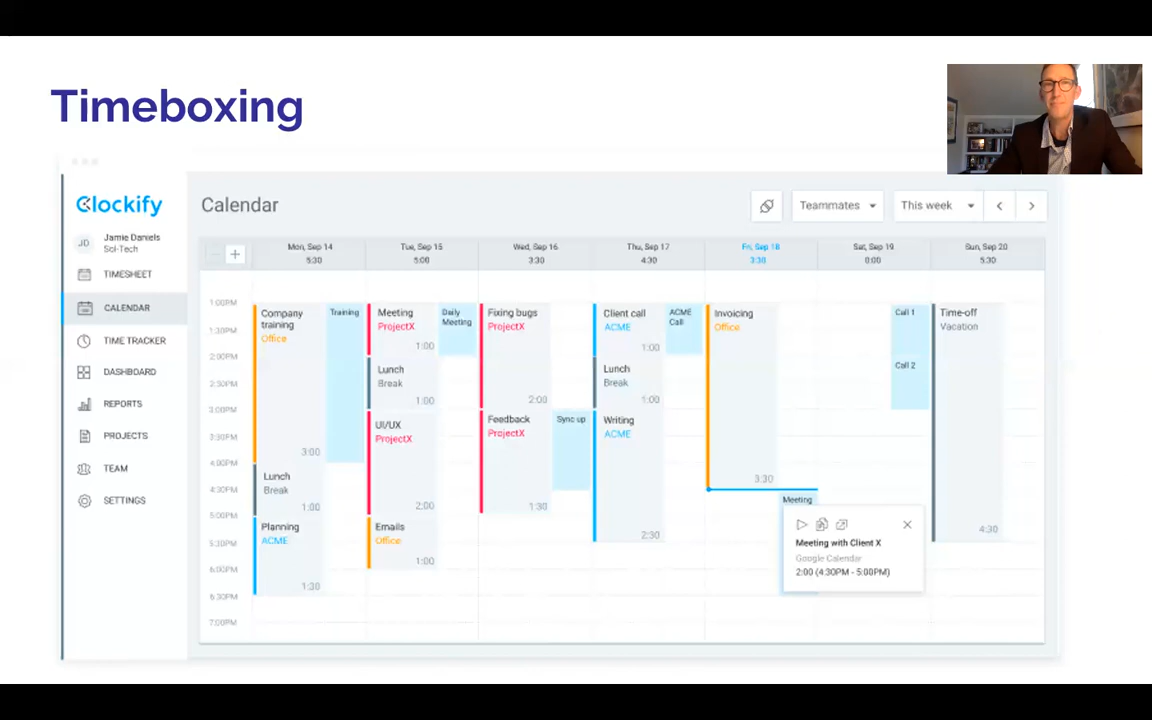 Timeboxing
Clockify
JD
Jamie Daniels
Sol-Tech
TIMESHEET
CALENDAR
TIME TRACKER
DASHBOARD
REPORTS
PROJECTS
TEAM
SETTINGS
Calendar
Teammates
This week
Mon, Sep 14
5:30
Tue, Sep 15
5:00
Wed, Sep 16
3:30
Thu, Sep 17
4:30
Fri, Sep 18
3:30
Sat, Sep 19
0:00
Sun, Sep 20
5:30
1:00PM
1:30PM
2:00PM
2:30PM
3:00PM
3:30PM
4:00PM
4:30PM
5:00PM
5:30PM
6:00PM
6:30PM
7:00PM
Company
training
Office
3:00
Training
Lunch
Break
1:00
Planning
ACME
1:30
Meeting
ProjectX
1:00
Daily
Meeting
Lunch
Break
1:00
UI/UX
ProjectX
2:00
Emails
Office
1:00
Fixing bugs
ProjectX
2:00
Feedback
ProjectX
1:30
Sync up
Client call
ACME
1:00
ACME
Call
Lunch
Break
1:00
Writing
ACME
2:30
Invoicing
Office
3:30
Meeting
Meeting with Client X
Google Calendar
2:00 (4:30PM - 5:00PM)
Call 1
Call 2
Time-off
Vacation
4:30